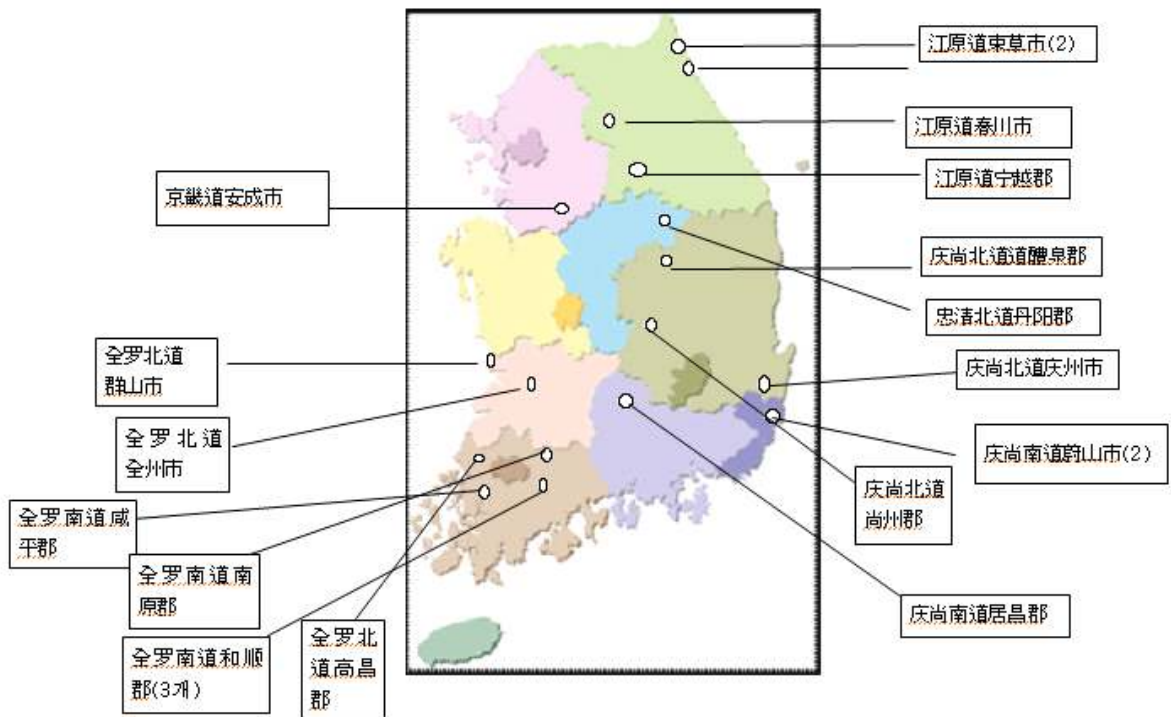 江原道束草市(2)
江原道春川市
江原道宁越郡
京畿道安成市
庆尚北道道醴泉郡
忠清北道丹阳郡
全罗北道
群山市
庆尚北道庆州市
全罗北道
全州市
庆尚南道蔚山市(2)
庆尚北道
尚州郡
全罗南道咸
平郡
全罗南道南
原郡
庆尚南道居昌郡
全罗北
道高昌
郡
全罗南道和順
郡(3개)